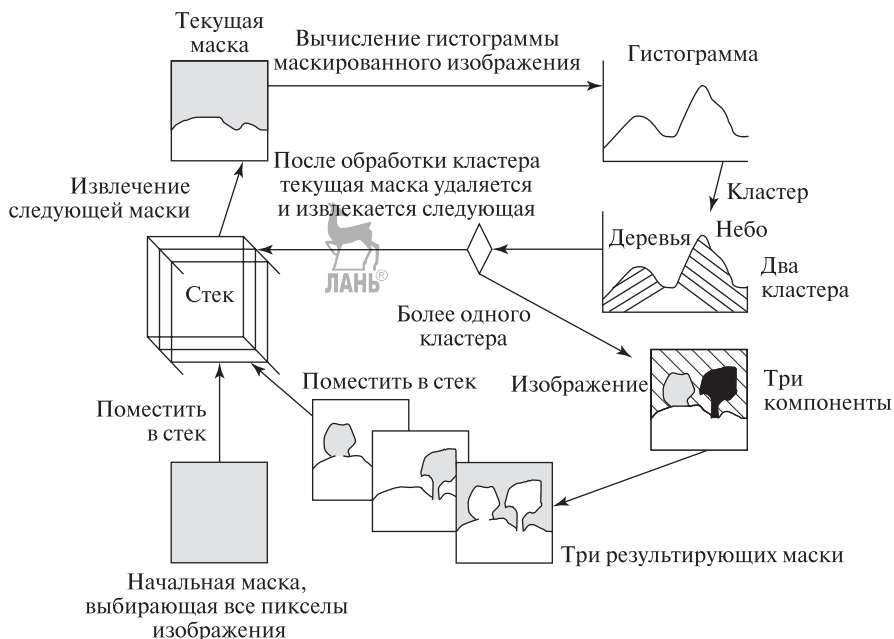 Текущая
маска
Вычисление гистограммы
маскированного изображения
Гистограмма
Извлечение
следующей маски
После обработки кластера
текущая маска удаляется
и извлекается следующая
Кластер
Деревья
Небо
Два
кластера
ЛАНЬ®
Стек
Более одного
кластера
Изображение
Три
компоненты
Поместить
в стек
Поместить в стек
Три результирующих маски
Начальная маска,
выбирающая все пикселы
изображения